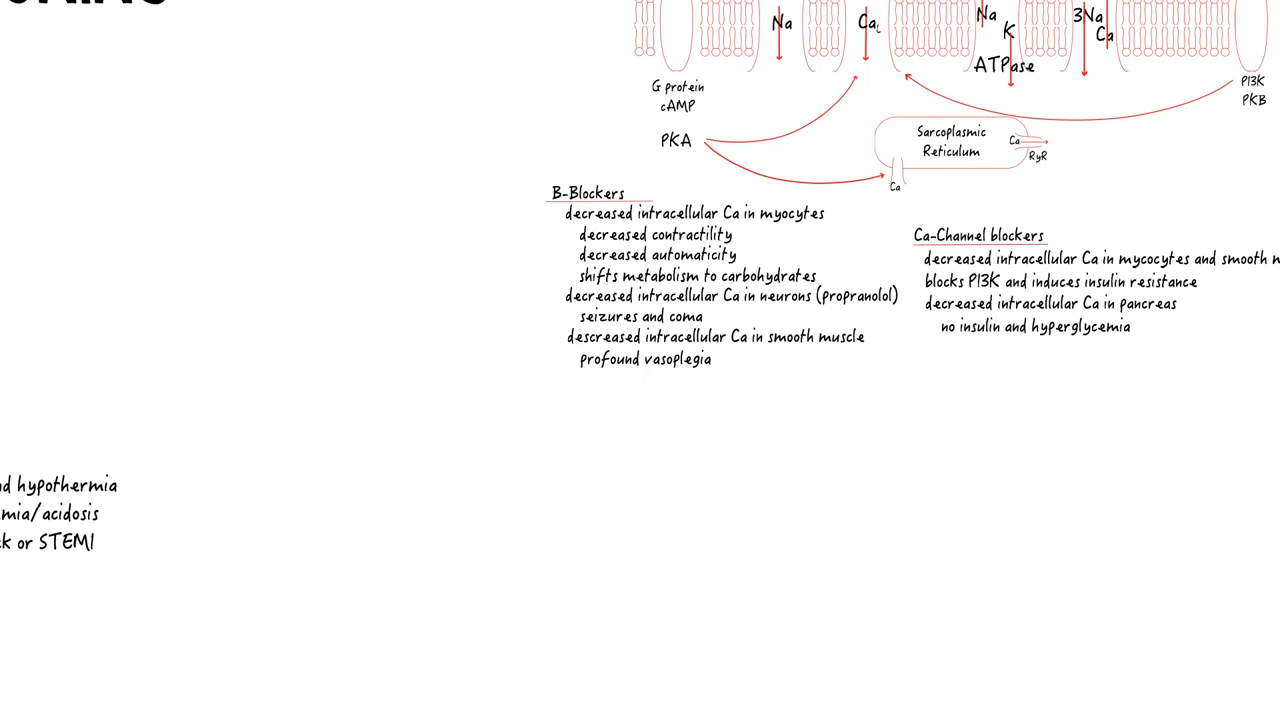 Na
Ca
Na
K
3Na
Ca
ATPase
G protein
cAMP
PKA
PI3K
PKB
Sarcoplasmic
Reticulum
Ca
RyR
Ca
B-Blockers
decreased intracellular Ca in myocytes
decreased contractility
decreased automaticity
shifts metabolism to carbohydrates
decreased intracellular Ca in neurons (propranolol)
seizures and coma
descreased intracellular Ca in smooth muscle
profound vasoplegia
Ca-Channel blockers
decreased intracellular Ca in mycocytes and smooth
blocks PI3K and induces insulin resistance
decreased intracellular Ca in pancreas
no insulin and hyperglycemia
hypothermia
mia/acidosis
or STEMI